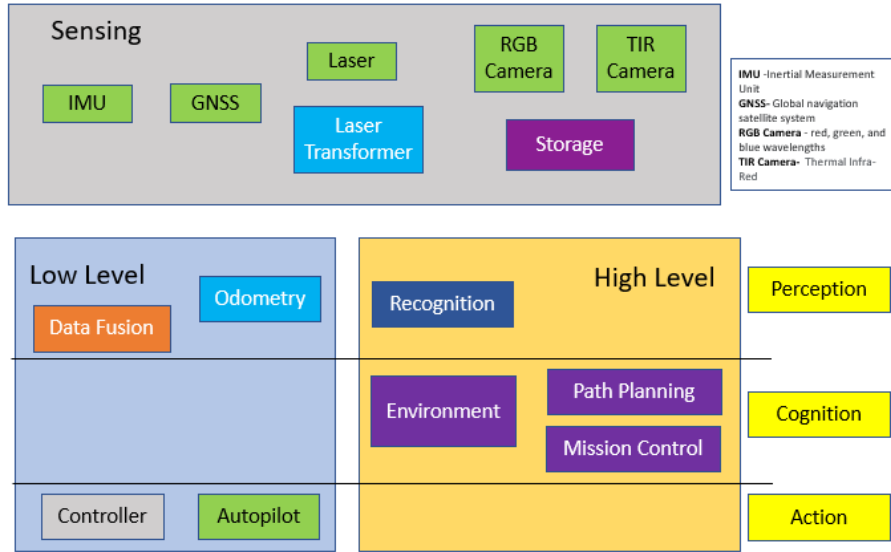 Sensing
IMU
GNSS
Laser
Laser
Transformer
RGB
Camera
TIR
Camera
Storage
IMU -Inertial Measurement
Unit
GNSS- Global navigation
satellite system
RGB Camera - red, green, and
blue wavelengths
TIR Camera- Thermal Infra-
Red
Low Level
Data Fusion
Odometry
Recognition
High Level
Perception
Environment
Path Planning
Mission Control
Cognition
Controller
Autopilot
Action